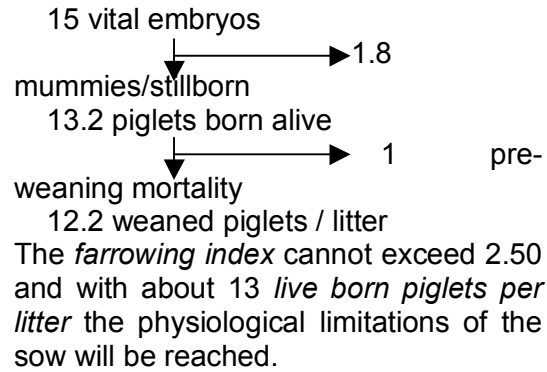 15 vital embryos
1.8
mummies/stillborn
13.2 piglets born alive
1 pre-
weaning mortality
12.2 weaned piglets / litter
The farrowing index cannot exceed 2.50
and with about 13 live born piglets per
litter the physiological limitations of the
sow will be reached.